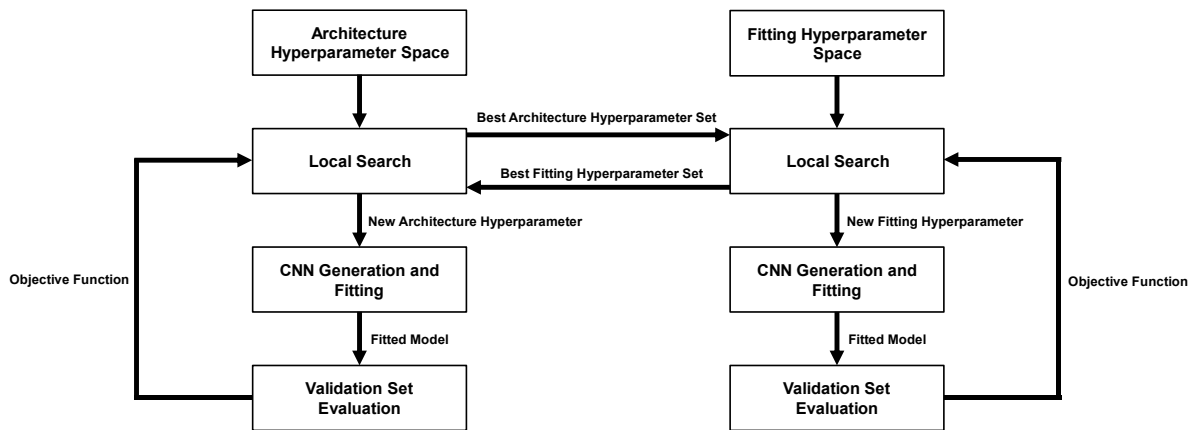 Architecture
Hyperparameter Space
Fitting Hyperparameter
Space
Best Architecture Hyperparameter Set
Local Search
Local Search
Best Fitting Hyperparameter Set
New Architecture Hyperparameter
New Fitting Hyperparameter
CNN Generation and
Fitting
CNN Generation and
Fitting
Objective Function
Objective Function
Fitted Model
Fitted Model
Validation Set
Evaluation
Validation Set
Evaluation